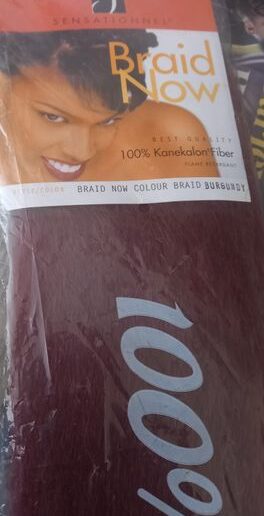 SENSATIONNEL
Braid
Now
BEST QUALITY
100% Kanekalon® Fiber
FLAME RETARDANT
STYLE/COLOR
BRAID NOW COLOUR BRAID BURGUNDY
100%